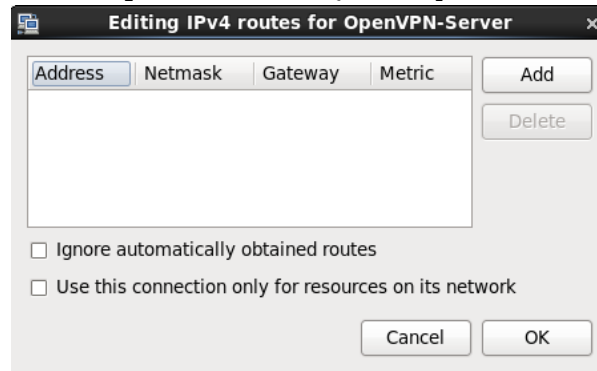 Editing IPv4 routes for OpenVPN-Server ×
Address Netmask Gateway Metric Add
Delete
Ignore automatically obtained routes
Use this connection only for resources on its network
Cancel OK